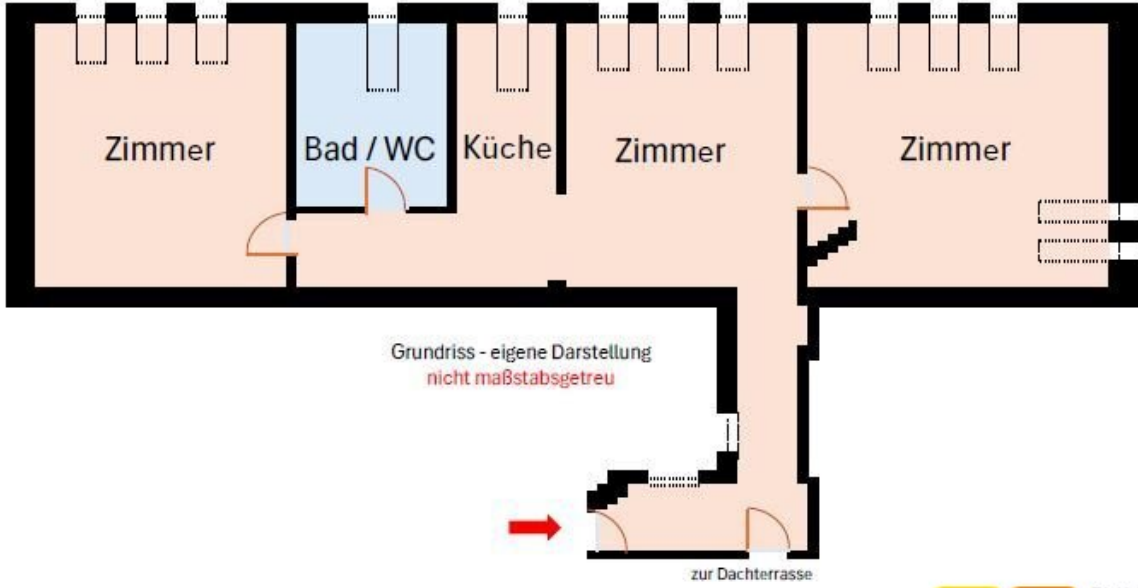 Zimmer
Bad / WC
Küche
Zimmer
Zimmer
Grundriss - eigene Darstellung
nicht maßstabsgetreu
zur Dachterrasse